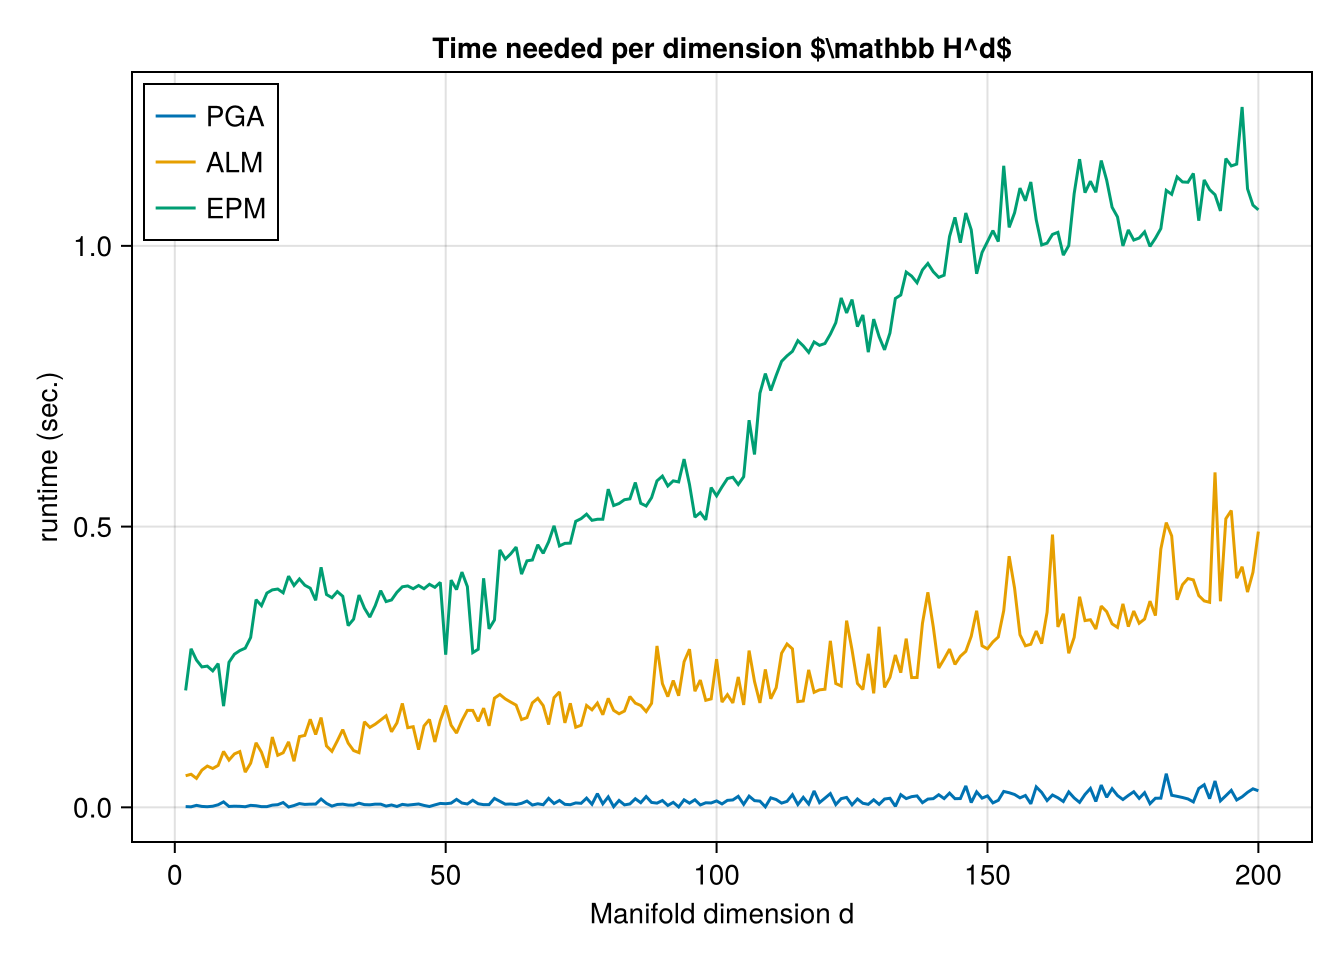 Time needed per dimension $\mathbb H^d$
PGA
ALM
EPM
runtime (sec.)
1.0
0.5
0.0
0 50 100 150 200
Manifold dimension d